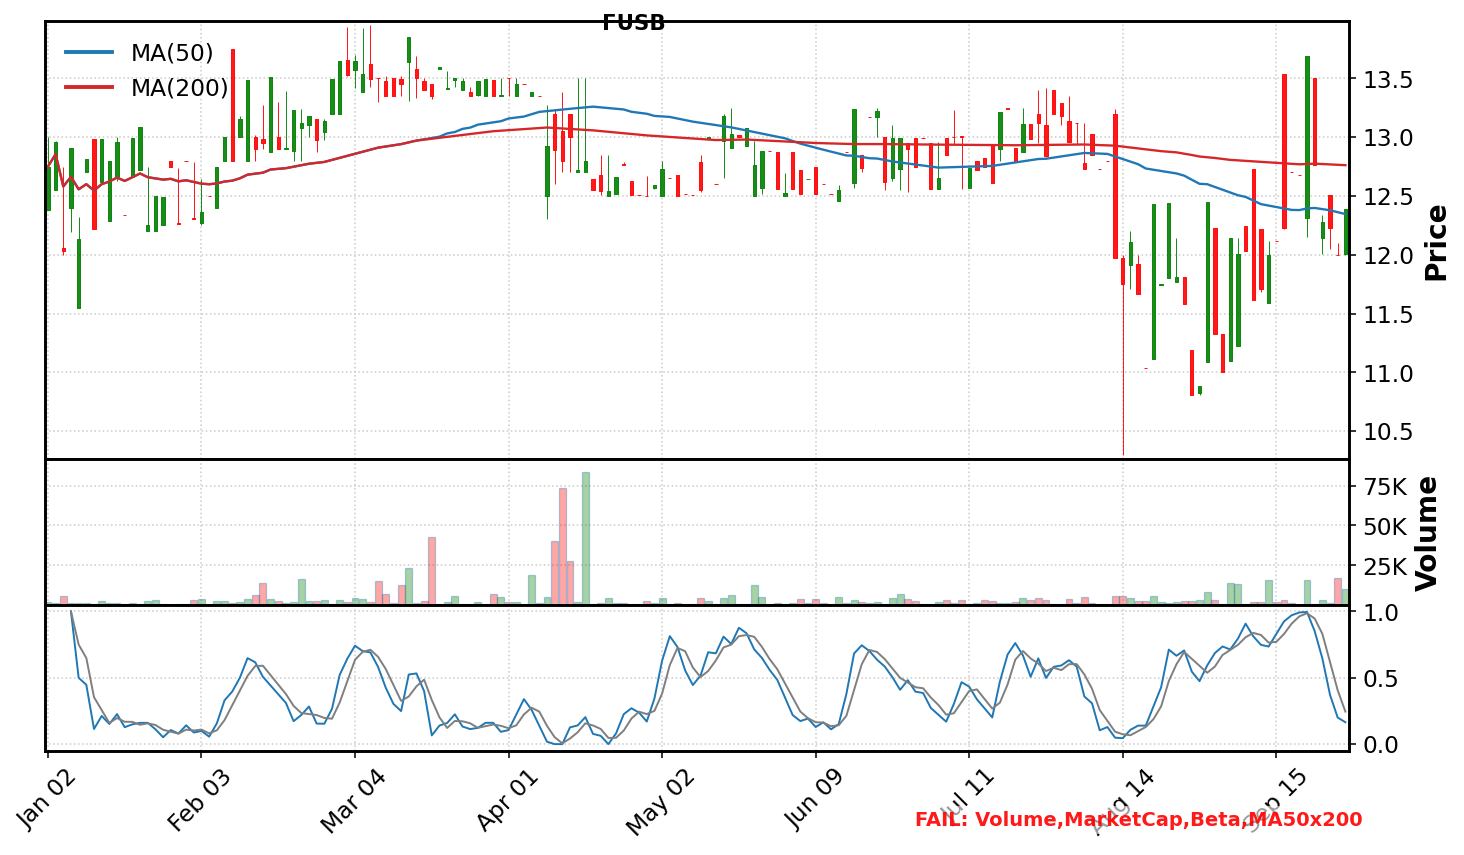 FUSB
MA(50)
MA(200)
13.5
13.0
12.5
12.0
11.5
11.0
10.5
Price
75K
50K
25K
Volume
1.0
0.5
0.0
Jan 02
Feb 03
Mar 04
Apr 01
May 02
Jun 09
Jul 11
Aug 14
Sep 15
FAIL: Volume,MarketCap,Beta,MA50x200